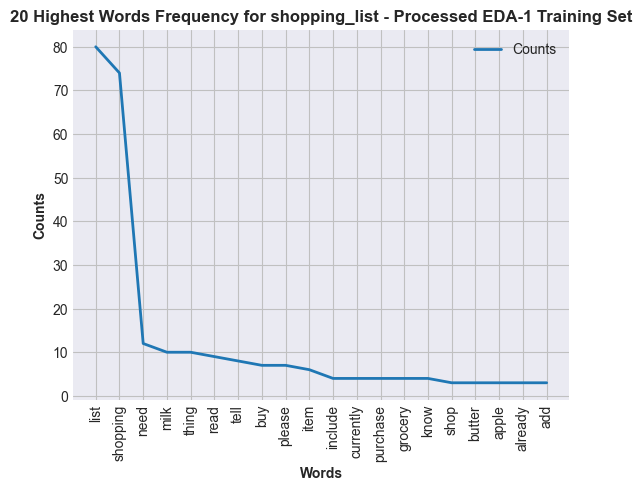 20 Highest Words Frequency for shopping_list - Processed EDA-1 Training Set
Counts
80
70
60
50
40
30
20
10
0
Counts
list
shopping
need
milk
thing
read
tell
buy
please
item
include
currently
purchase
grocery
know
shop
butter
apple
already
add
Words